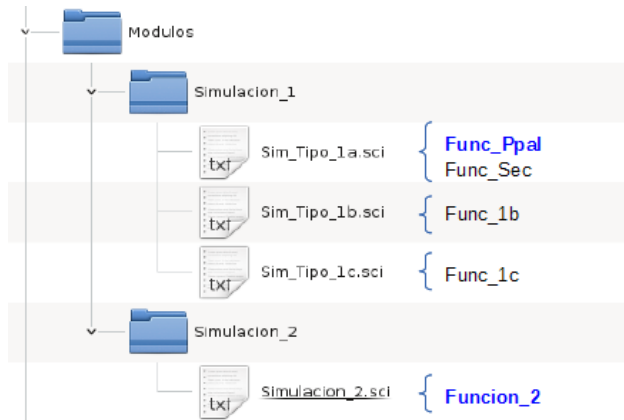 Modulos
Simulacion_1
Sim_Tipo_1a.sci
Func_Ppal
Func_Sec
txt
Sim_Tipo_1b.sci
Func_1b
txt
Sim_Tipo_1c.sci
Func_1c
txt
Simulacion_2
Simulacion_2.sci
Funcion_2
txt